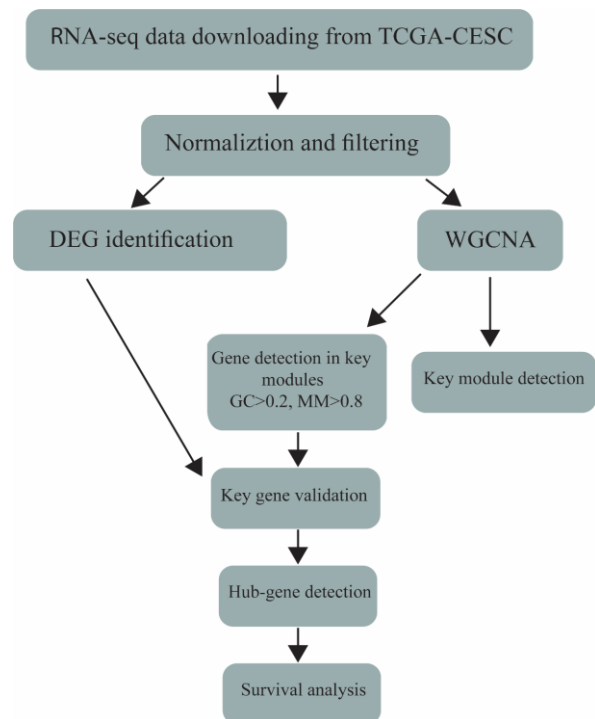 RNA-seq data downloading from TCGA-CESC
Normaliztion and filtering
DEG identification
WGCNA
Gene detection in key
modules
GC>0.2, MM>0.8
Key module detection
Key gene validation
Hub-gene detection
Survival analysis